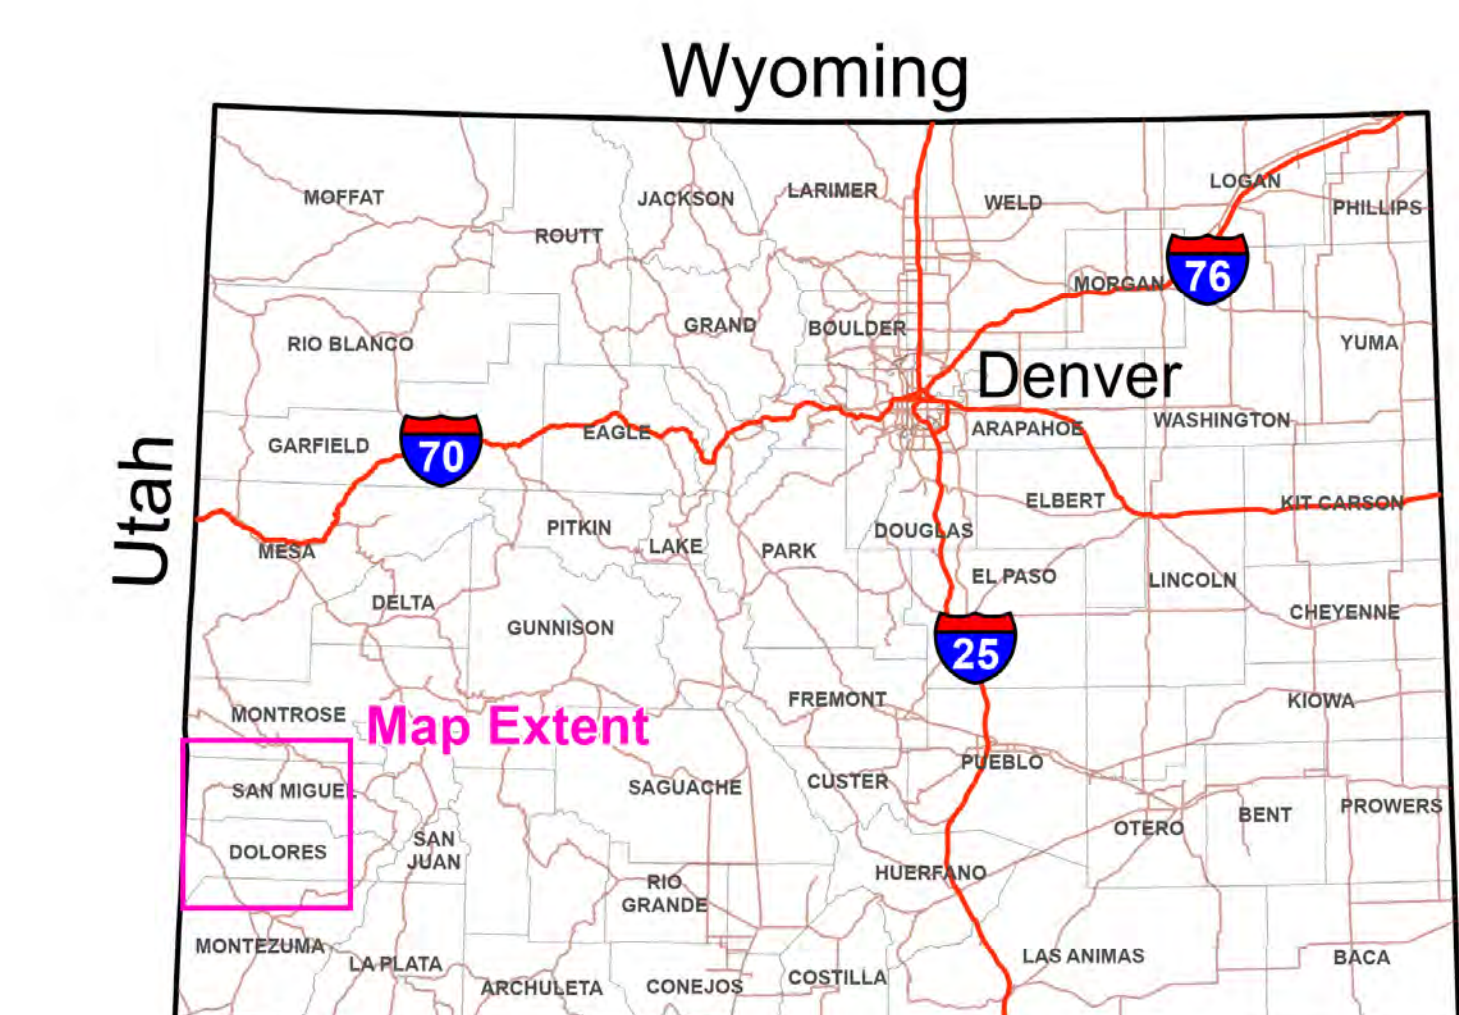 Wyoming
LOGAN
MOFFAT
JACKSON
LARIMER
WELD
PHILLIPS
ROUTT
76
MORGAN
GRAND
BOULDER
RIO BLANCO
YUMA
Denver
GARFIELD
70
EAGLE
ARAPAHOE
WASHINGTON
Utah
ELBERT
KIT CARSON
PITKIN
DOUGLAS
MESA
LAKE
PARK
EL PASO
LINCOLN
DELTA
CHEYENNE
GUNNISON
25
FREMONT
KIOWA
MONTROSE
Map Extent
PUEBLO
SAN MIGUEL
SAGUACHE
CUSTER
PROWERS
BENT
OTERO
DOLORES
SAN
JUAN
HUERFANO
RIO
GRANDE
MONTEZUMA
LA PLATA
LAS ANIMAS
BACA
ARCHULETA
CONEJOS
COSTILLA